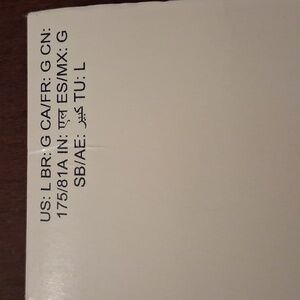 US: L BR: G CA/FR: G CN:
175/81A IN: एल ES/MX: G
SB/AE: كبير TU: L